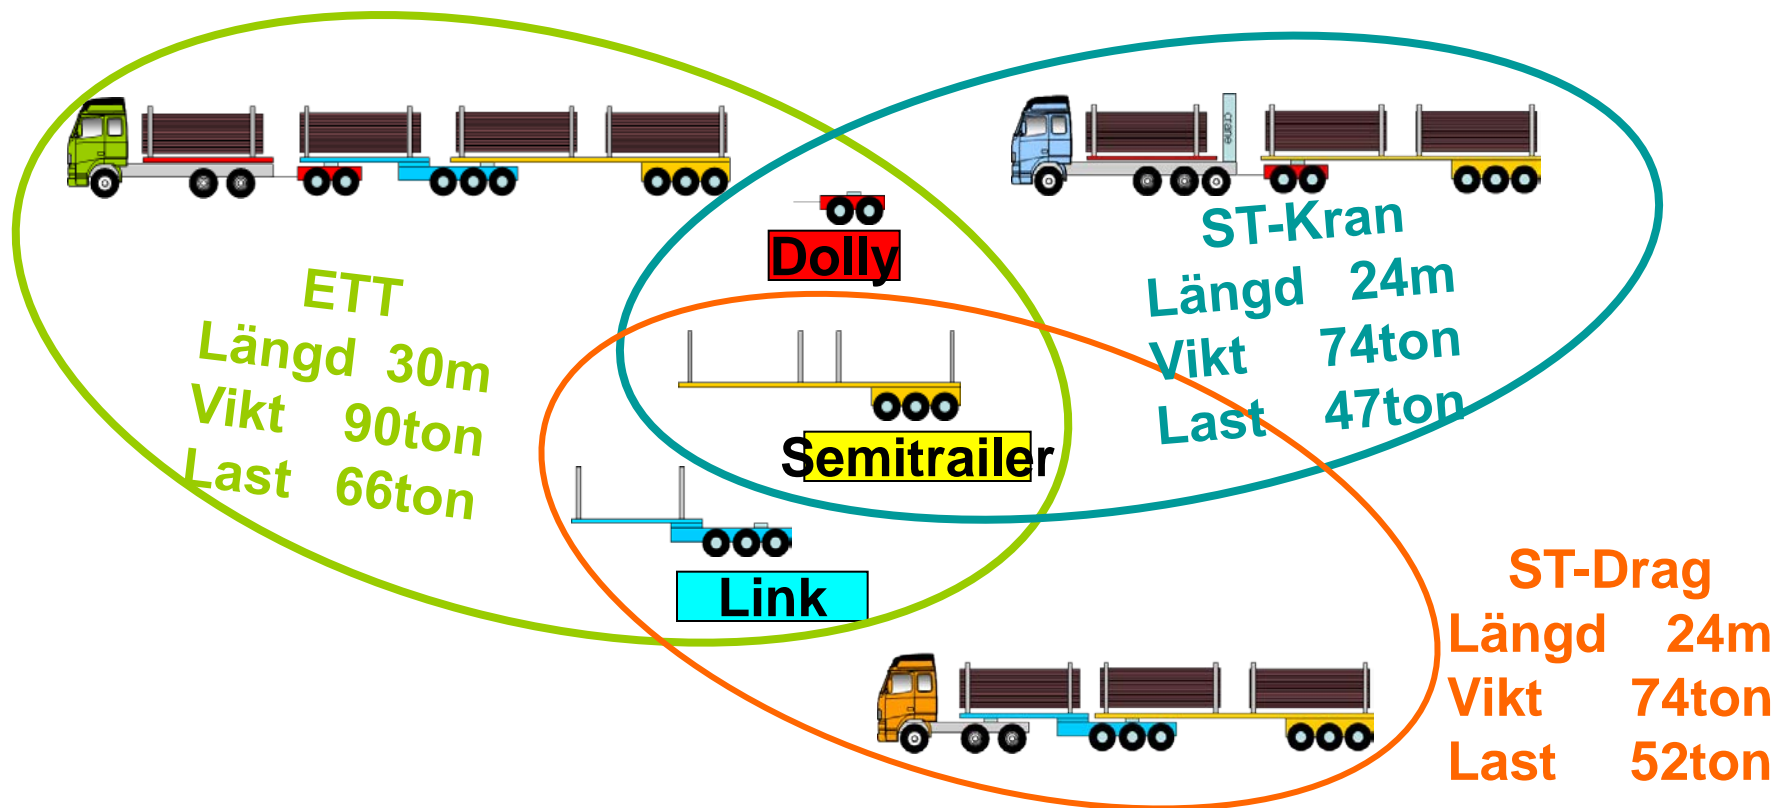 crane
Dolly
ETT
Längd 30m
Vikt 90ton
Last 66ton
ST-Kran
Längd 24m
Vikt 74ton
Last 47ton
Semitrailer
Link
ST-Drag
Längd 24m
Vikt 74ton
Last 52ton